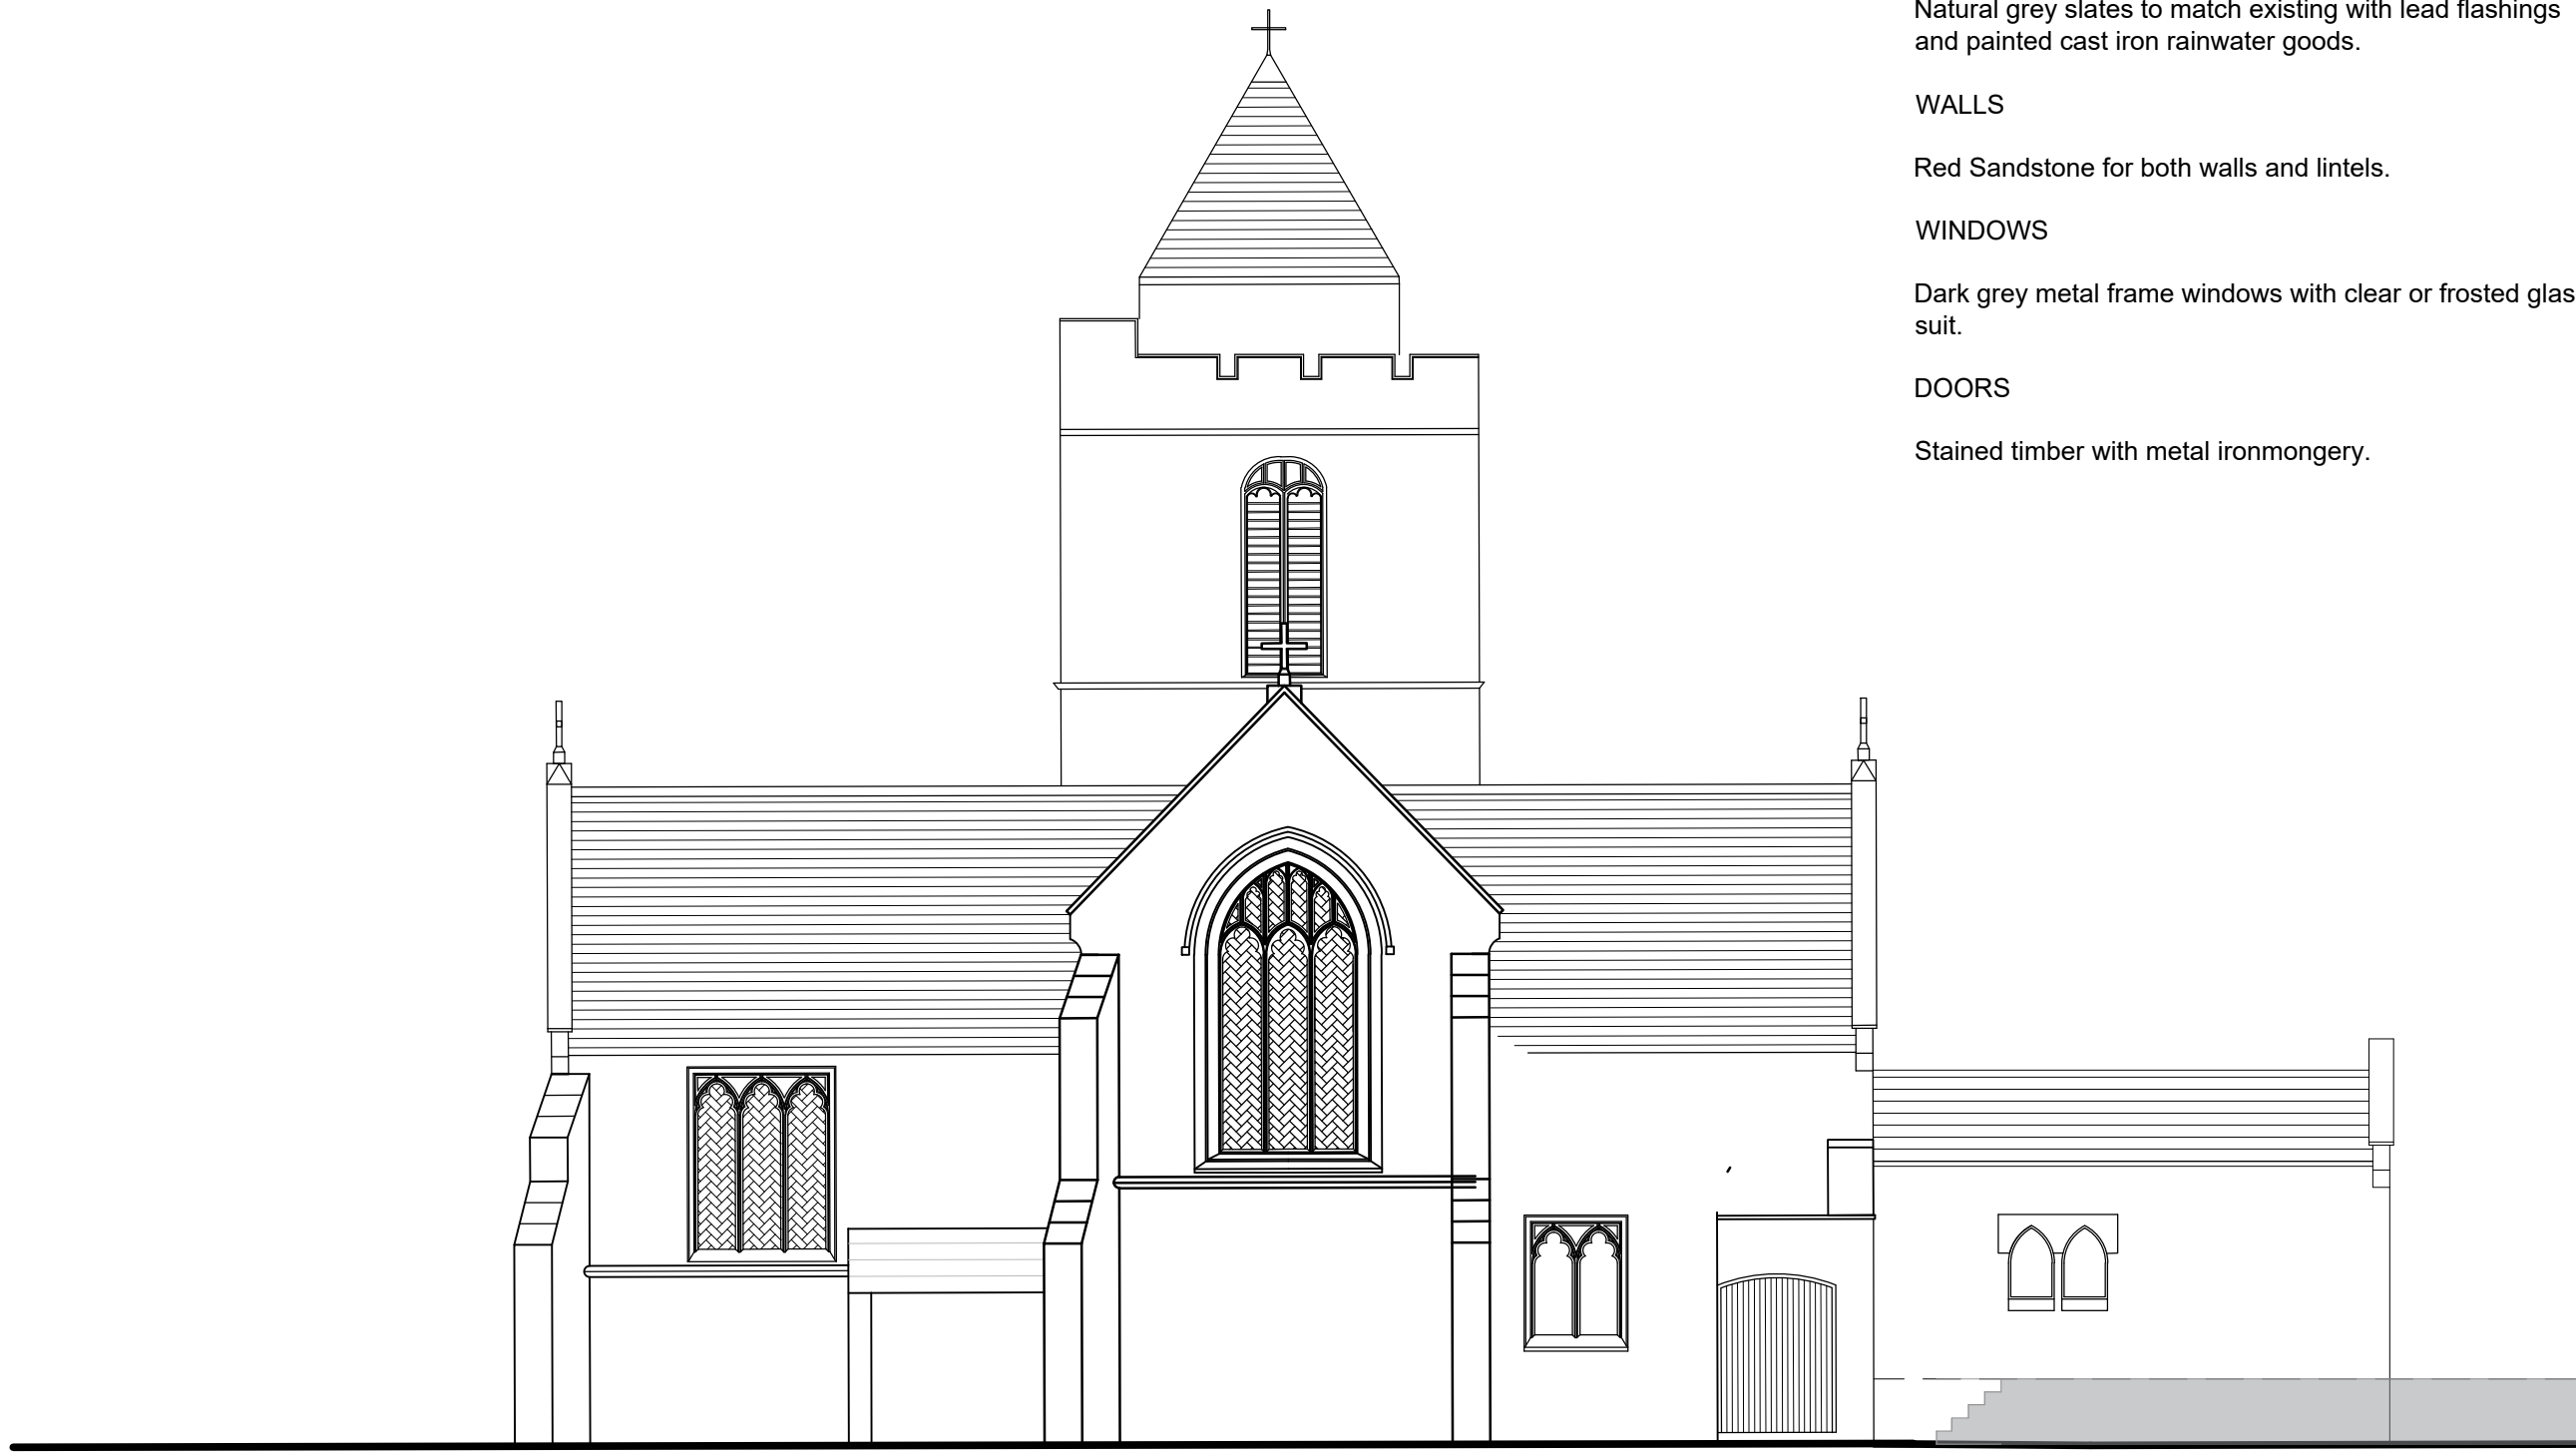 Natural grey slates to match existing with lead flashings
and painted cast iron rainwater goods.
WALLS
Red Sandstone for both walls and lintels.
WINDOWS
Dark grey metal frame windows with clear or frosted glas
suit.
DOORS
Stained timber with metal ironmongery.